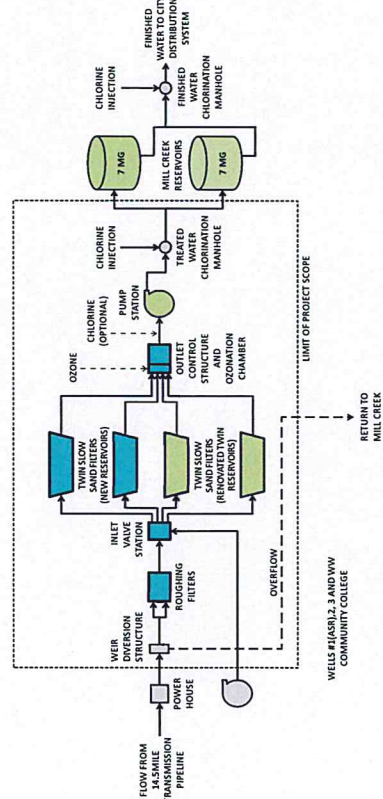 FLOW FROM
14.5MILE
TRANSMISSION
PIPELINE
POWER
HOUSE
WEIR
DIVERSION
STRUCTURE
ROUGHING
FILTERS
INLET
VALVE
STATION
TWIN SLOW
SAND FILTERS
(NEW RESERVOIRS)
TWIN SLOW
SAND FILTERS
(RENOVATED TWIN
RESERVOIRS)
OZONE
CHLORINE
(OPTIONAL)
OUTLET
CONTROL
STRUCTURE
AND
OZONATION
CHAMBER
PUMP
STATION
CHLORINE
INJECTION
TREATED WATER
CHLORINATION
MANHOLE
7 MG
MILL CREEK
RESERVOIRS
7 MG
CHLORINE
INJECTION
FINISHED
WATER
CHLORINATION
MANHOLE
FINISHED
WATER TO CITY
DISTRIBUTION
SYSTEM
OVERFLOW
LIMIT OF PROJECT SCOPE
WELLS #1(ASR),2, 3 AND WW
COMMUNITY COLLEGE
RETURN TO
MILL CREEK